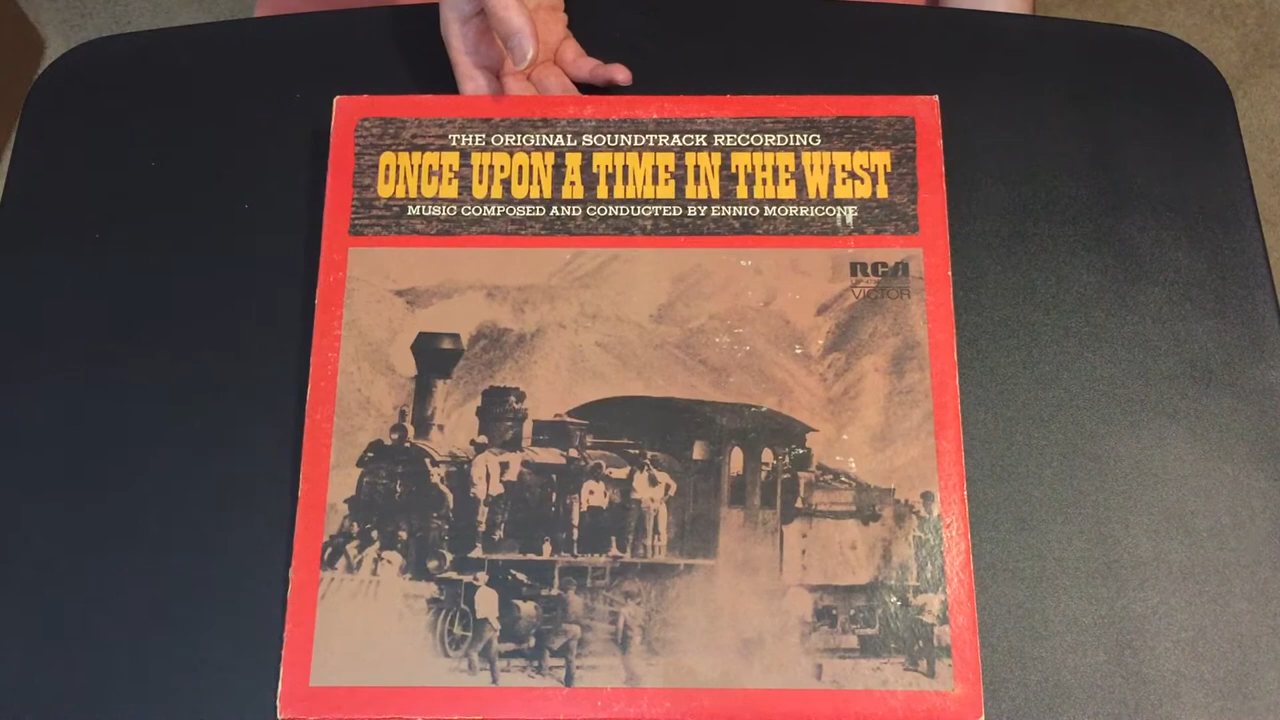 THE ORIGINAL SOUNDTRACK RECORDING
ONCE UPON A TIME IN THE WEST
MUSIC COMPOSED AND CONDUCTED BY ENNIO MORRICONE
RCA
VICTOR